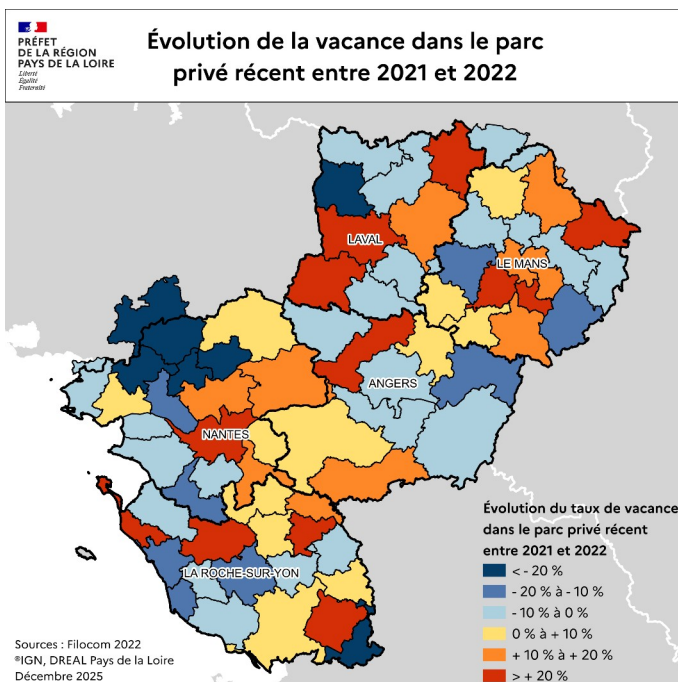 PRÉFET
DE LA RÉGION
PAYS DE LA LOIRE
Liberté
Égalité
Fraternité
Évolution de la vacance dans le parc
privé récent entre 2021 et 2022
LAVAL
LE MANS
ANGERS
NANTES
LA ROCHE-SUR-YON
Évolution du taux de vacance
dans le parc privé récent
entre 2021 et 2022
< - 20 %
- 20 % à - 10 %
-10 % à 0 %
0 % à + 10 %
+ 10 % à + 20 %
> + 20 %
Sources : Filocom 2022
®IGN, DREAL Pays de la Loire
Décembre 2025